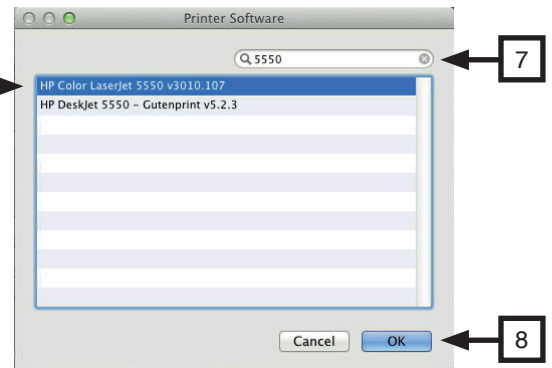 Printer Software
5550
7
HP Color LaserJet 5550 v3010.107
HP DeskJet 5550 – Gutenprint v5.2.3
Cancel
OK
8